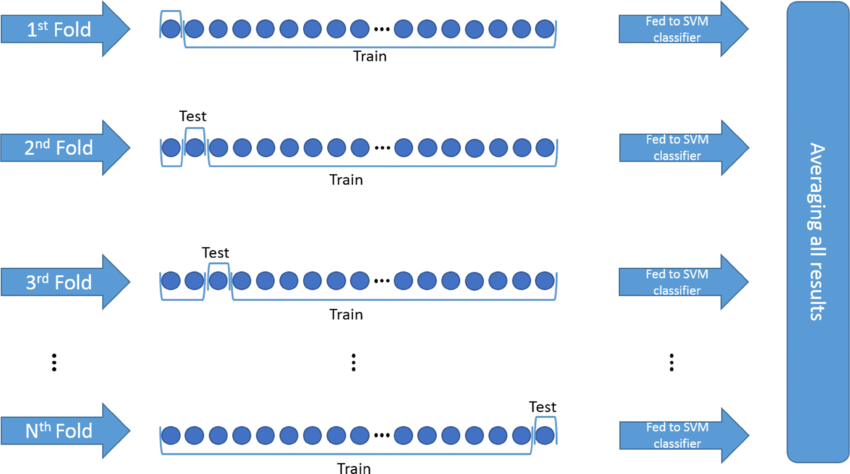 1st Fold
Train
Fed to SVM
classifier
Test
2nd Fold
Train
Fed to SVM
classifier
Test
3rd Fold
Train
Fed to SVM
classifier
Test
Nth Fold
Train
Fed to SVM
classifier
Averaging all results